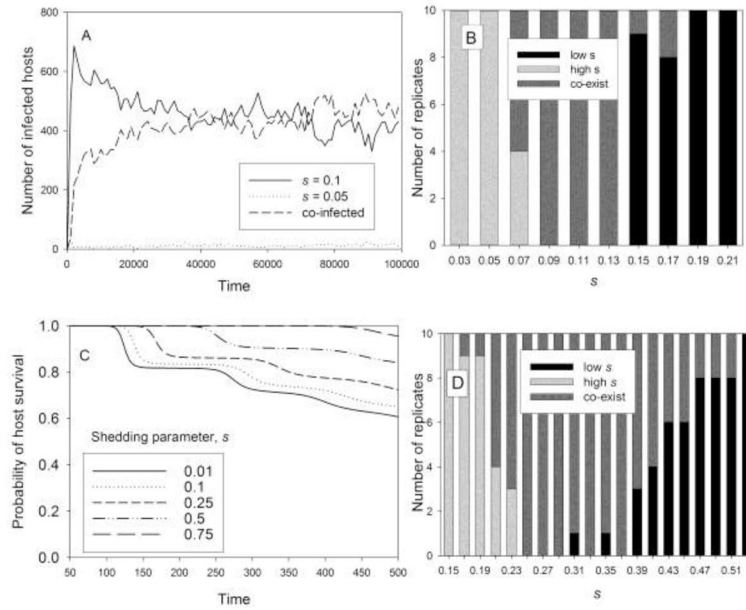 A
Number of infected hosts
800
600
400
200
0
s = 0.1
s = 0.05
co-infected
0
20000
40000
60000
80000
100000
Time
B
Number of replicates
10
8
6
4
2
0
low s
high s
co-exist
0.03
0.05
0.07
0.09
0.11
0.13
0.15
0.17
0.19
0.21
s
C
Probability of host survival
1.0
0.8
0.6
0.4
0.2
0.0
Shedding parameter, s
0.01
0.1
0.25
0.5
0.75
50
100
150
200
250
300
350
400
450
500
Time
D
Number of replicates
10
8
6
4
2
0
low s
high s
co-exist
0.15
0.19
0.23
0.27
0.31
0.35
0.39
0.43
0.47
0.51
s